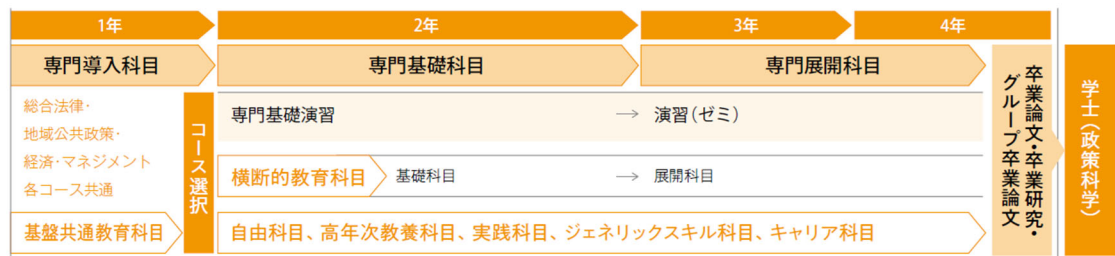 1年
2年
3年
4年
専門導入科目
専門基礎科目
専門展開科目
総合法律・
地域公共政策・
経済・マネジメント
各コース共通
コース選択
専門基礎演習
→
演習(ゼミ)
横断的教育科目
基礎科目
→
展開科目
基盤共通教育科目
自由科目、高年次教養科目、実践科目、ジェネリックスキル科目、キャリア科目
卒業論文・卒業研究・
グループ卒業論文
学士(政策科学)